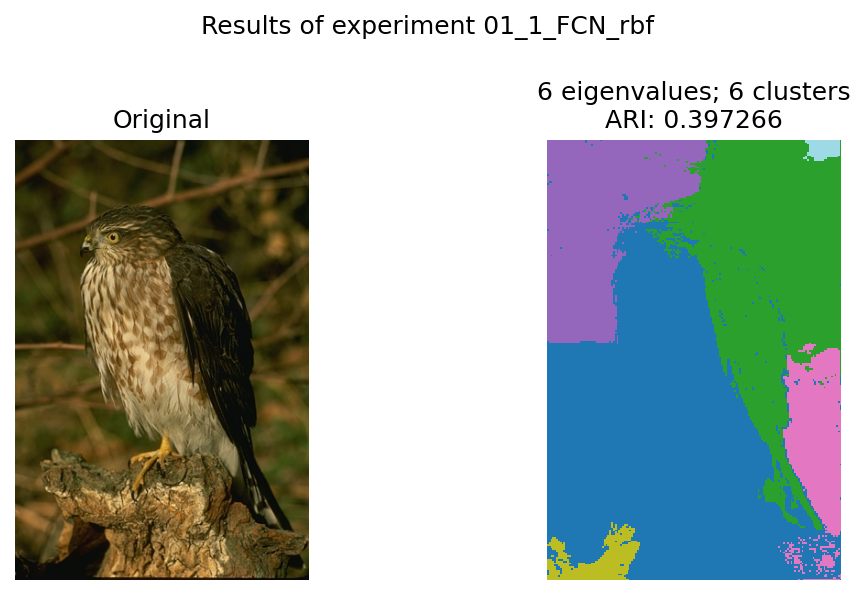 Results of experiment 01_1_FCN_rbf
Original
6 eigenvalues; 6 clusters
ARI: 0.397266